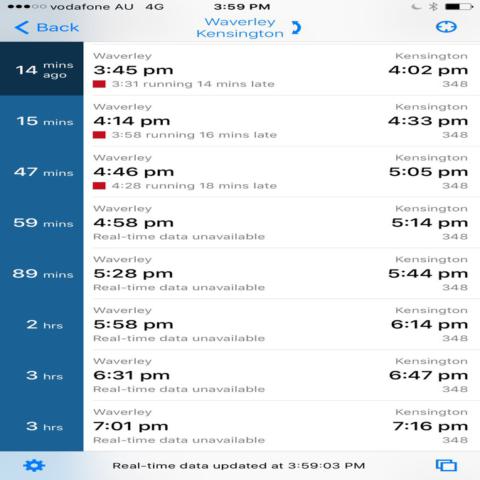 vodafone AU 4G 3:59 PM
Back
Waverley
Kensington
14 mins ago
Waverley Kensington
3:45 pm 4:02 pm
3:31 running 14 mins late 348
15 mins
Waverley Kensington
4:14 pm 4:33 pm
3:58 running 16 mins late 348
47 mins
Waverley Kensington
4:46 pm 5:05 pm
4:28 running 18 mins late 348
59 mins
Waverley Kensington
4:58 pm 5:14 pm
Real-time data unavailable 348
89 mins
Waverley Kensington
5:28 pm 5:44 pm
Real-time data unavailable 348
2 hrs
Waverley Kensington
5:58 pm 6:14 pm
Real-time data unavailable 348
3 hrs
Waverley Kensington
6:31 pm 6:47 pm
Real-time data unavailable 348
3 hrs
Waverley Kensington
7:01 pm 7:16 pm
Real-time data unavailable 348
Real-time data updated at 3:59:03 PM